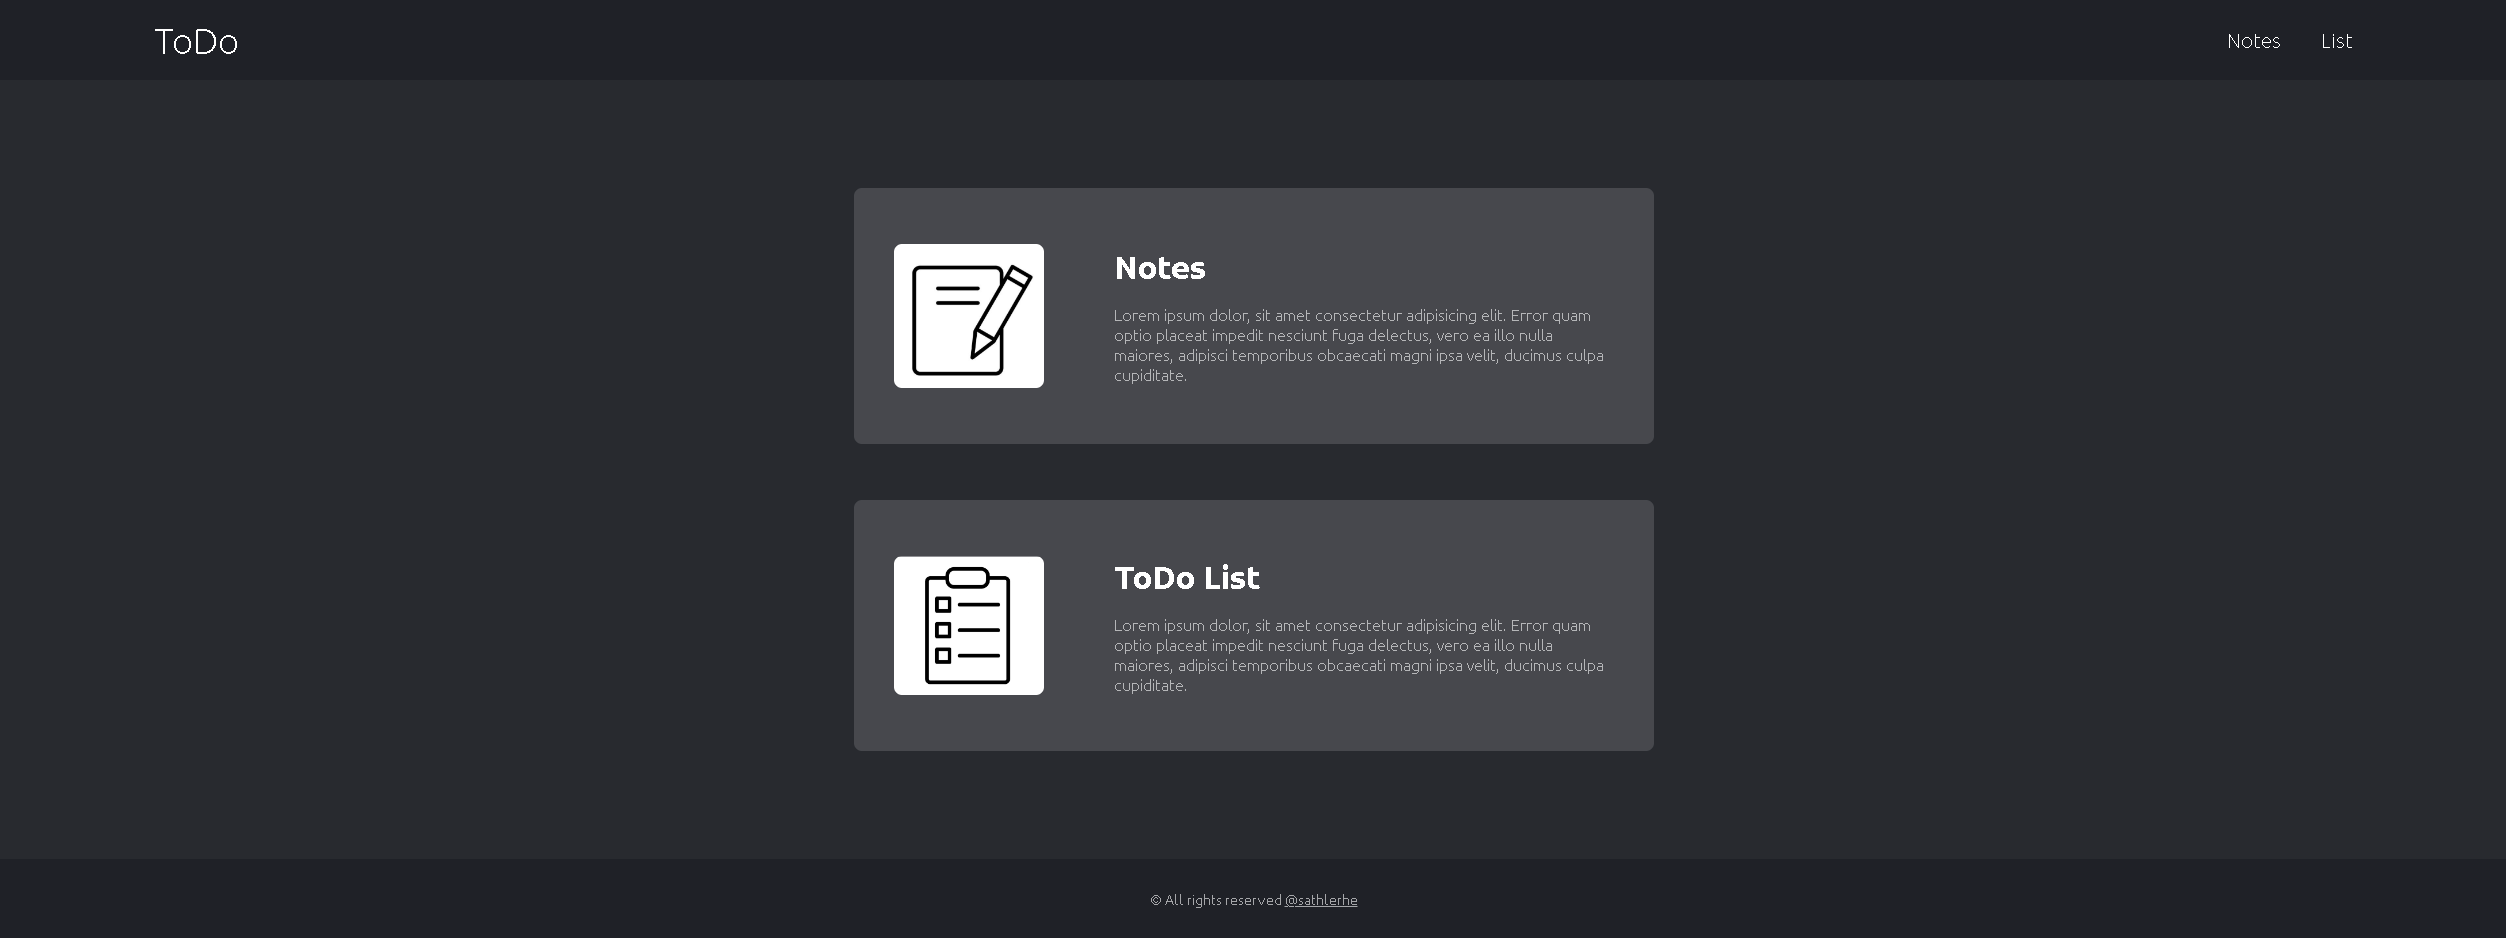 ToDo
Notes
List
Notes
Lorem ipsum dolor, sit amet consectetur adipisicing elit. Error quam
optio placeat impedit nesciunt fuga delectus, vero ea illo nulla
maiores, adipisci temporibus obcaecati magni ipsa velit, ducimus culpa
cupiditate.
ToDo List
Lorem ipsum dolor, sit amet consectetur adipisicing elit. Error quam
optio placeat impedit nesciunt fuga delectus, vero ea illo nulla
maiores, adipisci temporibus obcaecati magni ipsa velit, ducimus culpa
cupiditate.
© All rights reserved @sathlerhe